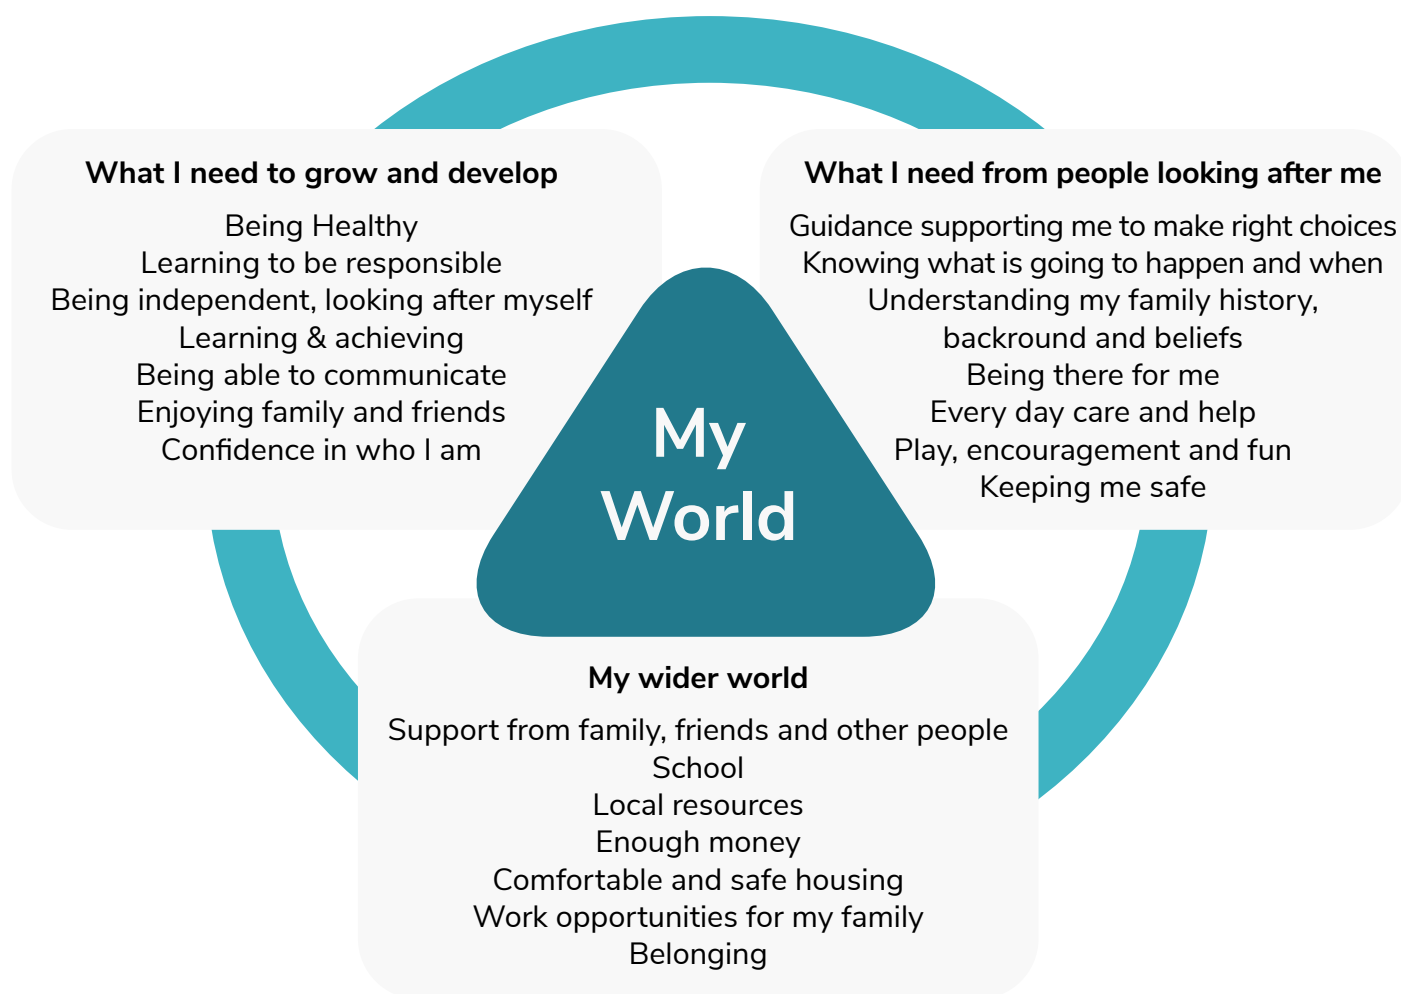 What I need to grow and develop
Being Healthy
Learning to be responsible
Being independent, looking after myself
Learning & achieving
Being able to communicate
Enjoying family and friends
Confidence in who I am
What I need from people looking after me
Guidance supporting me to make right choices
Knowing what is going to happen and when
Understanding my family history,
backround and beliefs
Being there for me
Every day care and help
Play, encouragement and fun
Keeping me safe
My
World
My wider world
Support from family, friends and other people
School
Local resources
Enough money
Comfortable and safe housing
Work opportunities for my family
Belonging